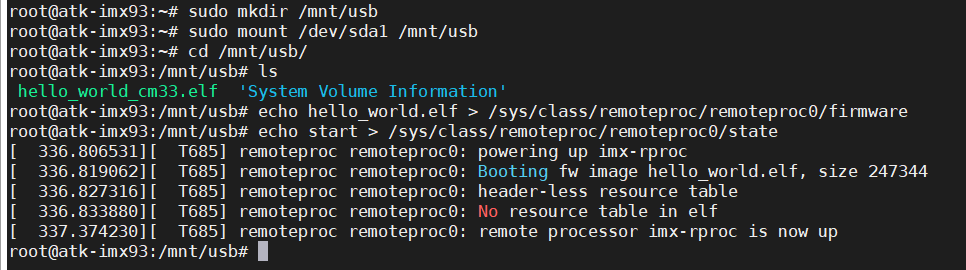 root@atk-imx93:~# sudo mkdir /mnt/usb
root@atk-imx93:~# sudo mount /dev/sda1 /mnt/usb
root@atk-imx93:~# cd /mnt/usb/
root@atk-imx93:/mnt/usb# ls
hello_world_cm33.elf  'System Volume Information'
root@atk-imx93:/mnt/usb# echo hello_world.elf > /sys/class/remoteproc/remoteproc0/firmware
root@atk-imx93:/mnt/usb# echo start > /sys/class/remoteproc/remoteproc0/state
[  336.806531][  T685] remoteproc remoteproc0: powering up imx-rproc
[  336.819062][  T685] remoteproc remoteproc0: Booting fw image hello_world.elf, size 247344
[  336.827316][  T685] remoteproc remoteproc0: header-less resource table
[  336.833880][  T685] remoteproc remoteproc0: No resource table in elf
[  337.374230][  T685] remoteproc remoteproc0: remote processor imx-rproc is now up
root@atk-imx93:/mnt/usb#